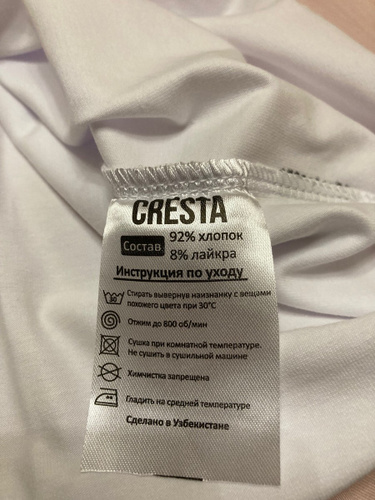 CRESTA
Состав 92% хлопок
8% лайкра
Инструкция по уходу
Стирать вывернув наизнанку с вещами
похожего цвета при 30°C
Отжим до 800 об/мин
Сушка при комнатной температуре.
Не сушить в сушильной машине
Химчистка запрещена
Гладить на средней температуре
Сделано в Узбекистане